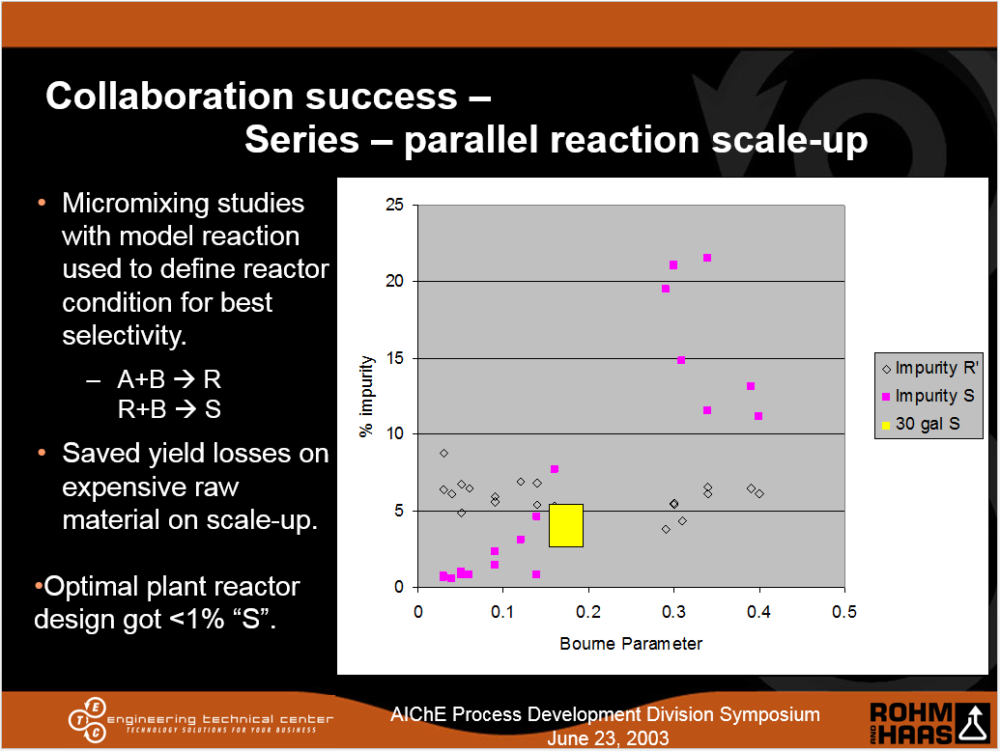 Collaboration success –
Series – parallel reaction scale-up
• Micromixing studies
with model reaction
used to define reactor
condition for best
selectivity.
– A+B → R
R+B → S
• Saved yield losses on
expensive raw
material on scale-up.
•Optimal plant reactor
design got <1% “S”.
25
20
15
10
5
0
% impurity
0 0.1 0.2 0.3 0.4 0.5
Bourne Parameter
Impurity R'
Impurity S
30 gal S
E T C
engineering technical center
TECHNOLOGY SOLUTIONS FOR YOUR BUSINESS
AIChE Process Development Division Symposium
June 23, 2003
ROHM
AND HAAS